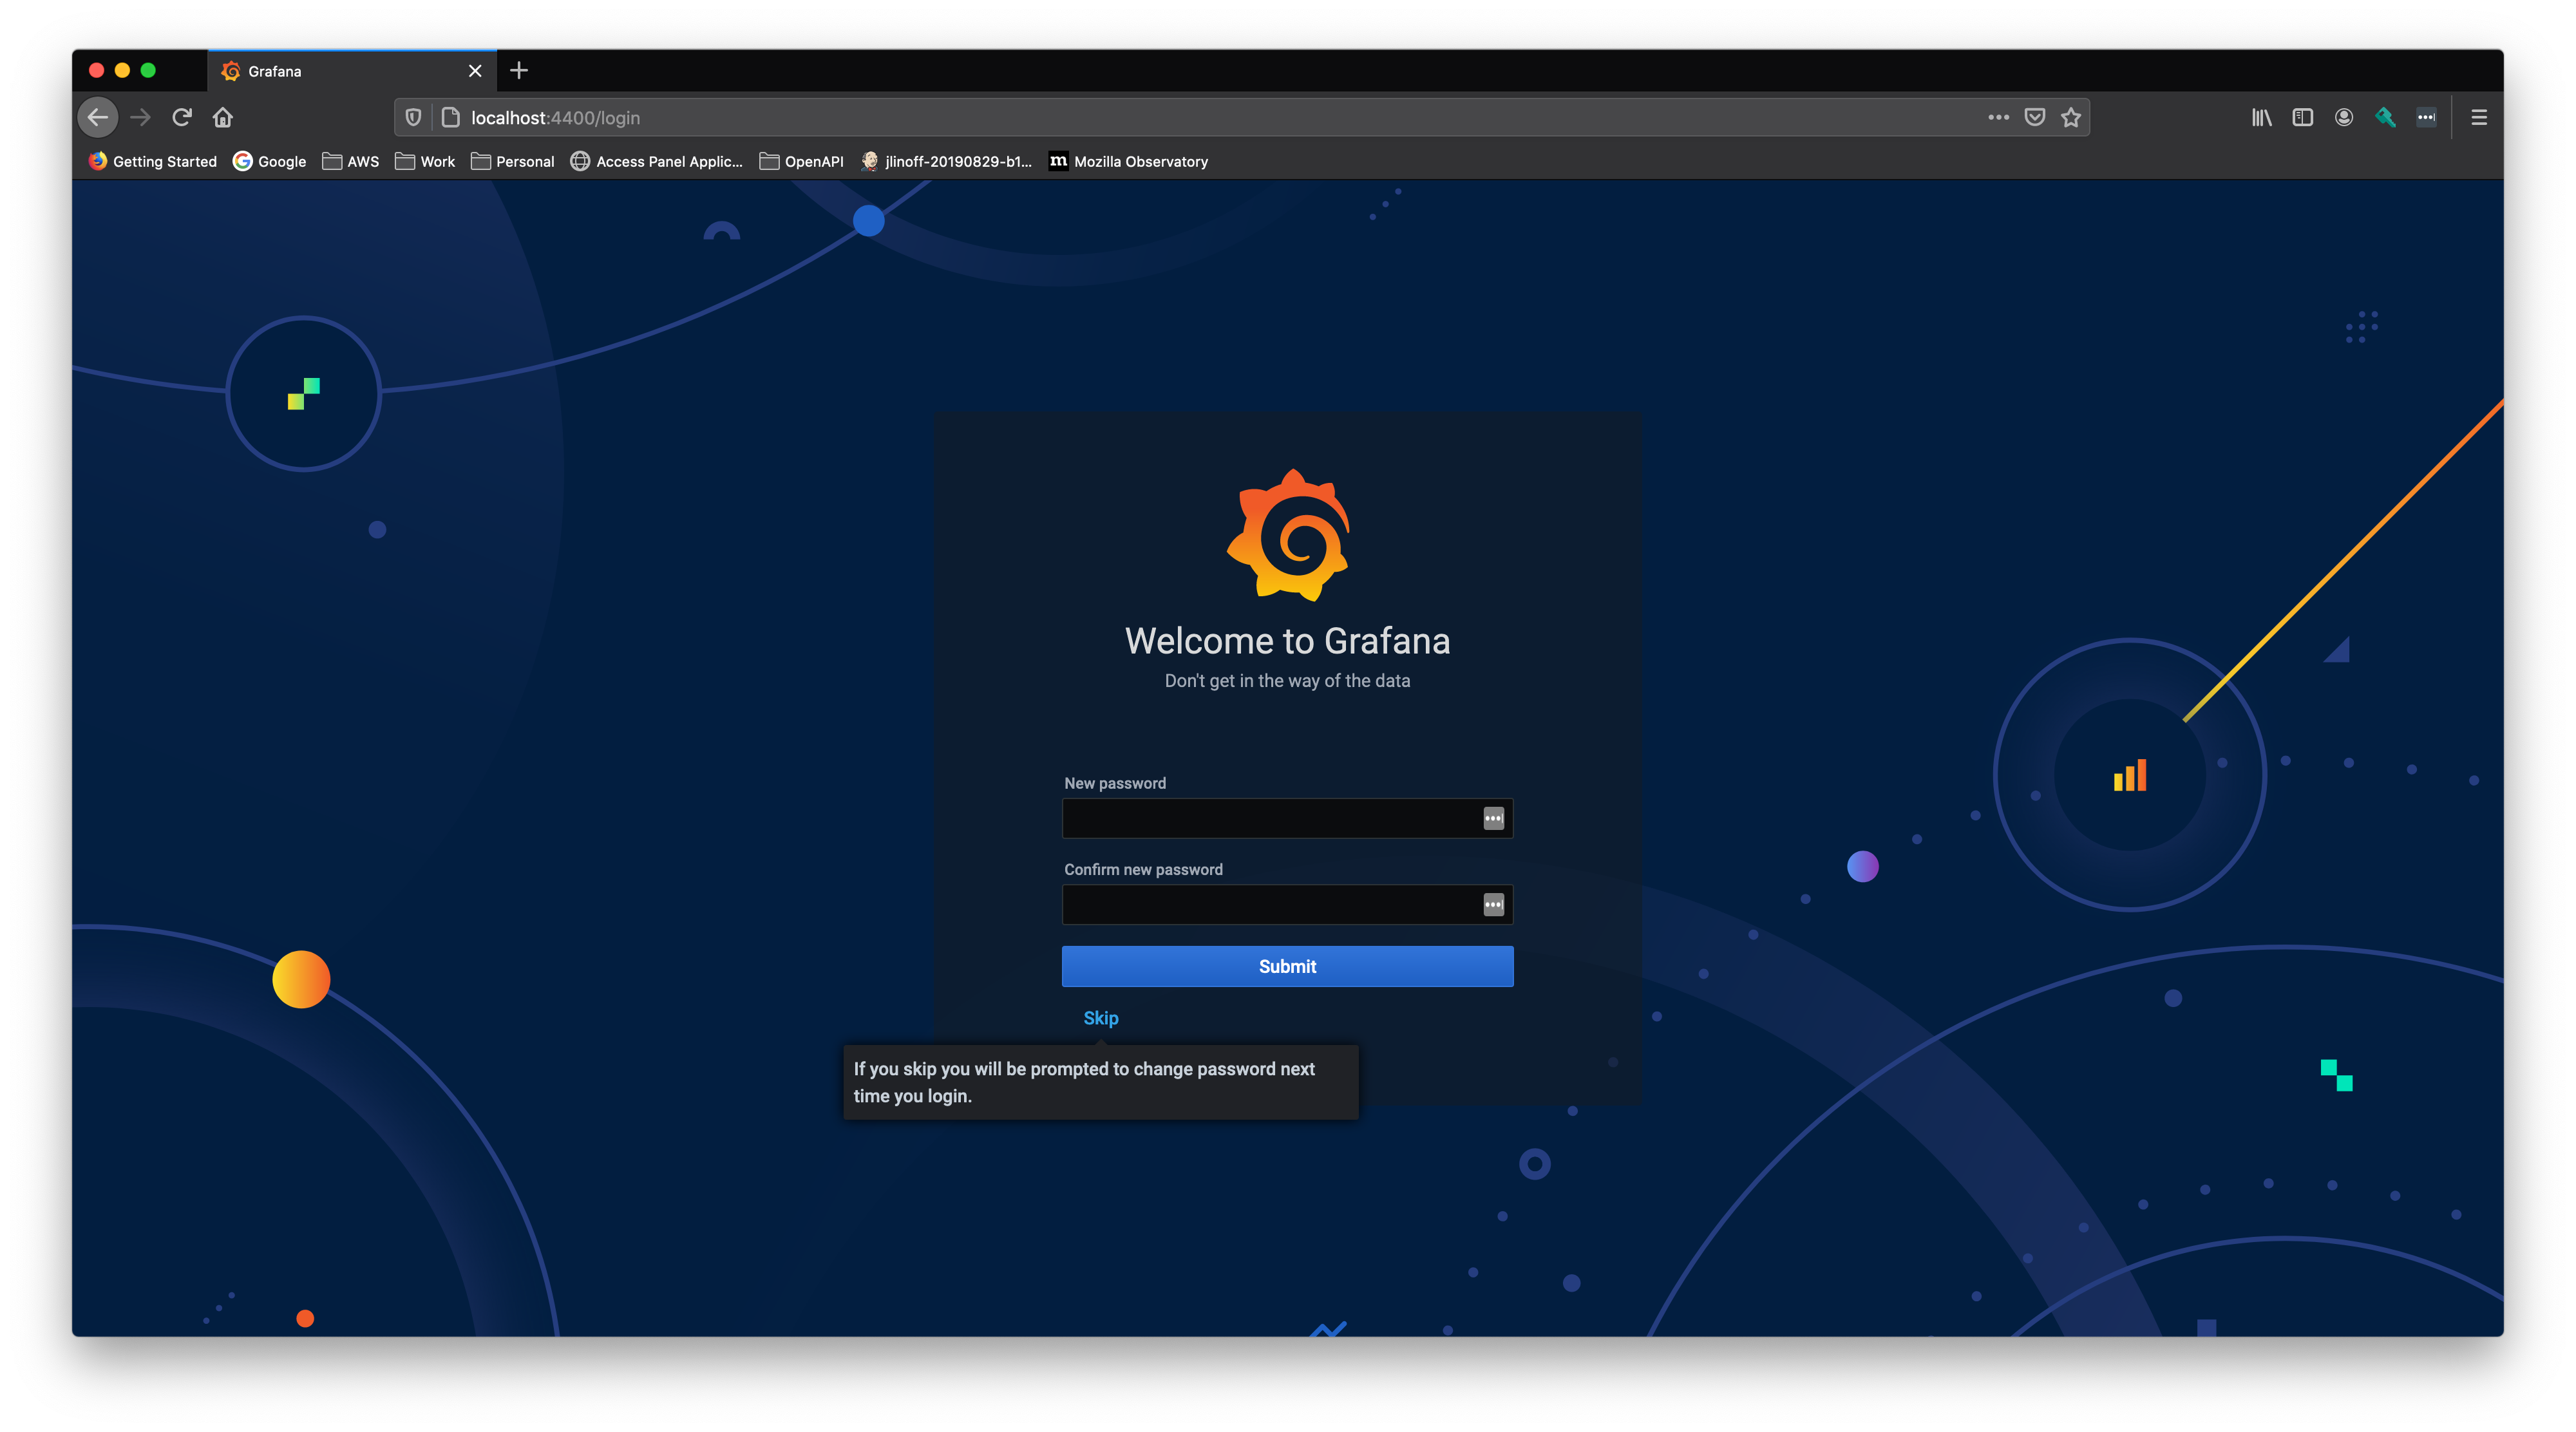 Grafana
localhost:4400/login
Getting Started Google AWS Work Personal Access Panel Applic... OpenAPI jlinoff-20190829-b1... m Mozilla Observatory
Welcome to Grafana
Don't get in the way of the data
New password
Confirm new password
Submit
Skip
If you skip you will be prompted to change password next
time you login.